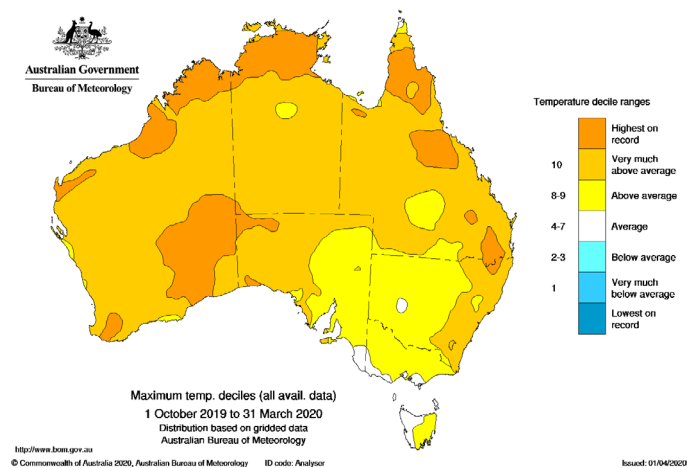 Australian Government
Bureau of Meteorology
Temperature decile ranges
Highest on
record
10
Very much
above average
8-9
Above average
4-7
Average
2-3
Below average
1
Very much
below average
Lowest on
record
Maximum temp. deciles (all avail. data)
1 October 2019 to 31 March 2020
Distribution based on gridded data
Australian Bureau of Meteorology
http://www.bom.gov.au
© Commonwealth of Australia 2020, Australian Bureau of Meteorology
ID code: Analyser
Issued: 01/04/2020